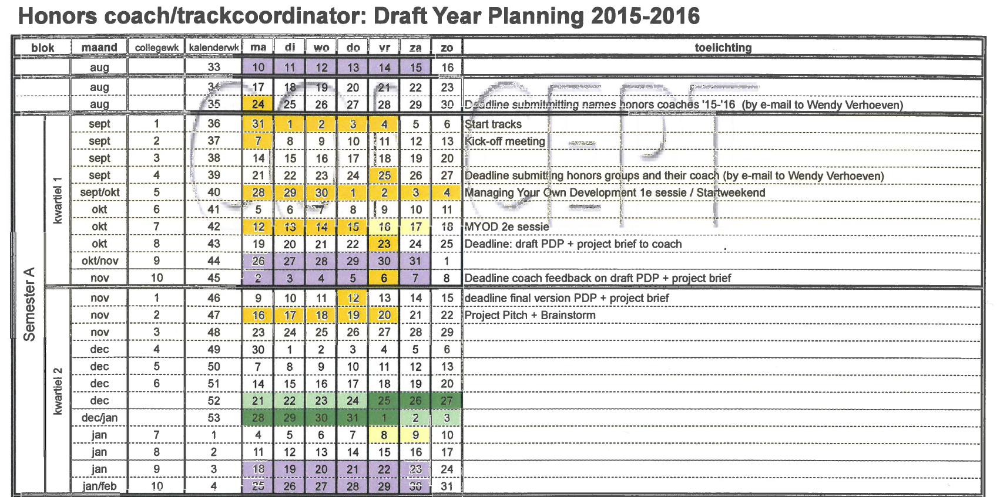 Honors coach/trackcoordinator: Draft Year Planning 2015-2016
blok maand collegewk kalenderwk ma di wo do vr za zo toelichting
aug 33 10 11 12 13 14 15 16
aug 34 17 18 19 20 21 22 23
aug 35 24 25 26 27 28 29 30 Deadline submitmitting names honors coaches '15-'16 (by e-mail to Wendy Verhoeven)
sept 1 36 31 1 2 3 4 5 6 Start tracks
sept 2 37 7 8 9 10 11 12 13 Kick-off meeting
sept 3 38 14 15 16 17 18 19 20
sept 4 39 21 22 23 24 25 26 27 Deadline submitting honors groups and their coach (by e-mail to Wendy Verhoeven)
sept/okt 5 40 28 29 30 1 2 3 4 Managing Your Own Development 1e sessie / Startweekend
okt 6 41 5 6 7 8 9 10 11
okt 7 42 12 13 14 15 16 17 18 MYOD 2e sessie
okt 8 43 19 20 21 22 23 24 25 Deadline: draft PDP + project brief to coach
okt/nov 9 44 26 27 28 29 30 31 1
nov 10 45 2 3 4 5 6 7 8 Deadline coach feedback on draft PDP + project brief
kwartiel 1
Semester A
nov 1 46 9 10 11 12 13 14 15 deadline final version PDP + project brief
nov 2 47 16 17 18 19 20 21 22 Project Pitch + Brainstorm
nov 3 48 23 24 25 26 27 28 29
dec 4 49 30 1 2 3 4 5 6
dec 5 50 7 8 9 10 11 12 13
dec 6 51 14 15 16 17 18 19 20
dec 52 21 22 23 24 25 26 27
dec/jan 53 28 29 30 31 1 2 3
jan 7 1 4 5 6 7 8 9 10
jan 8 2 11 12 13 14 15 16 17
jan 9 3 18 19 20 21 22 23 24
jan/feb 10 4 25 26 27 28 29 30 31
kwartiel 2